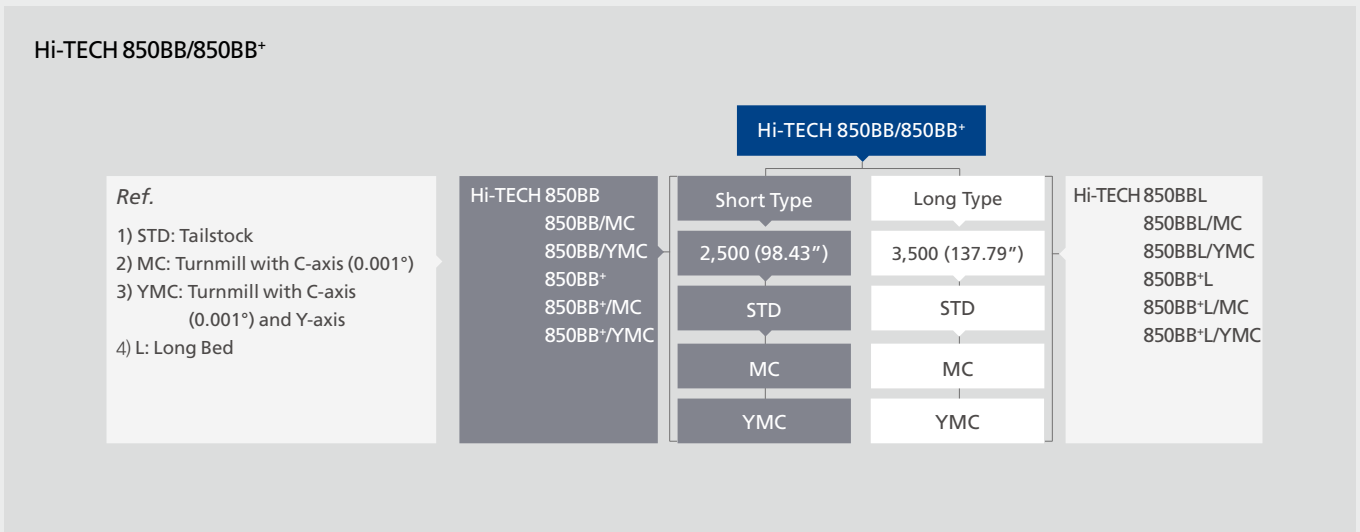 Hi-TECH 850BB/850BB⁺
Hi-TECH 850BB/850BB⁺
Ref.
1) STD: Tailstock
2) MC: Turnmill with C-axis (0.001°)
3) YMC: Turnmill with C-axis
(0.001°) and Y-axis
4) L: Long Bed
Hi-TECH 850BB
850BB/MC
850BB/YMC
850BB⁺
850BB⁺/MC
850BB⁺/YMC
Short Type
2,500 (98.43″)
STD
MC
YMC
Long Type
3,500 (137.79″)
STD
MC
YMC
Hi-TECH 850BBL
850BBL/MC
850BBL/YMC
850BB⁺L
850BB⁺L/MC
850BB⁺L/YMC